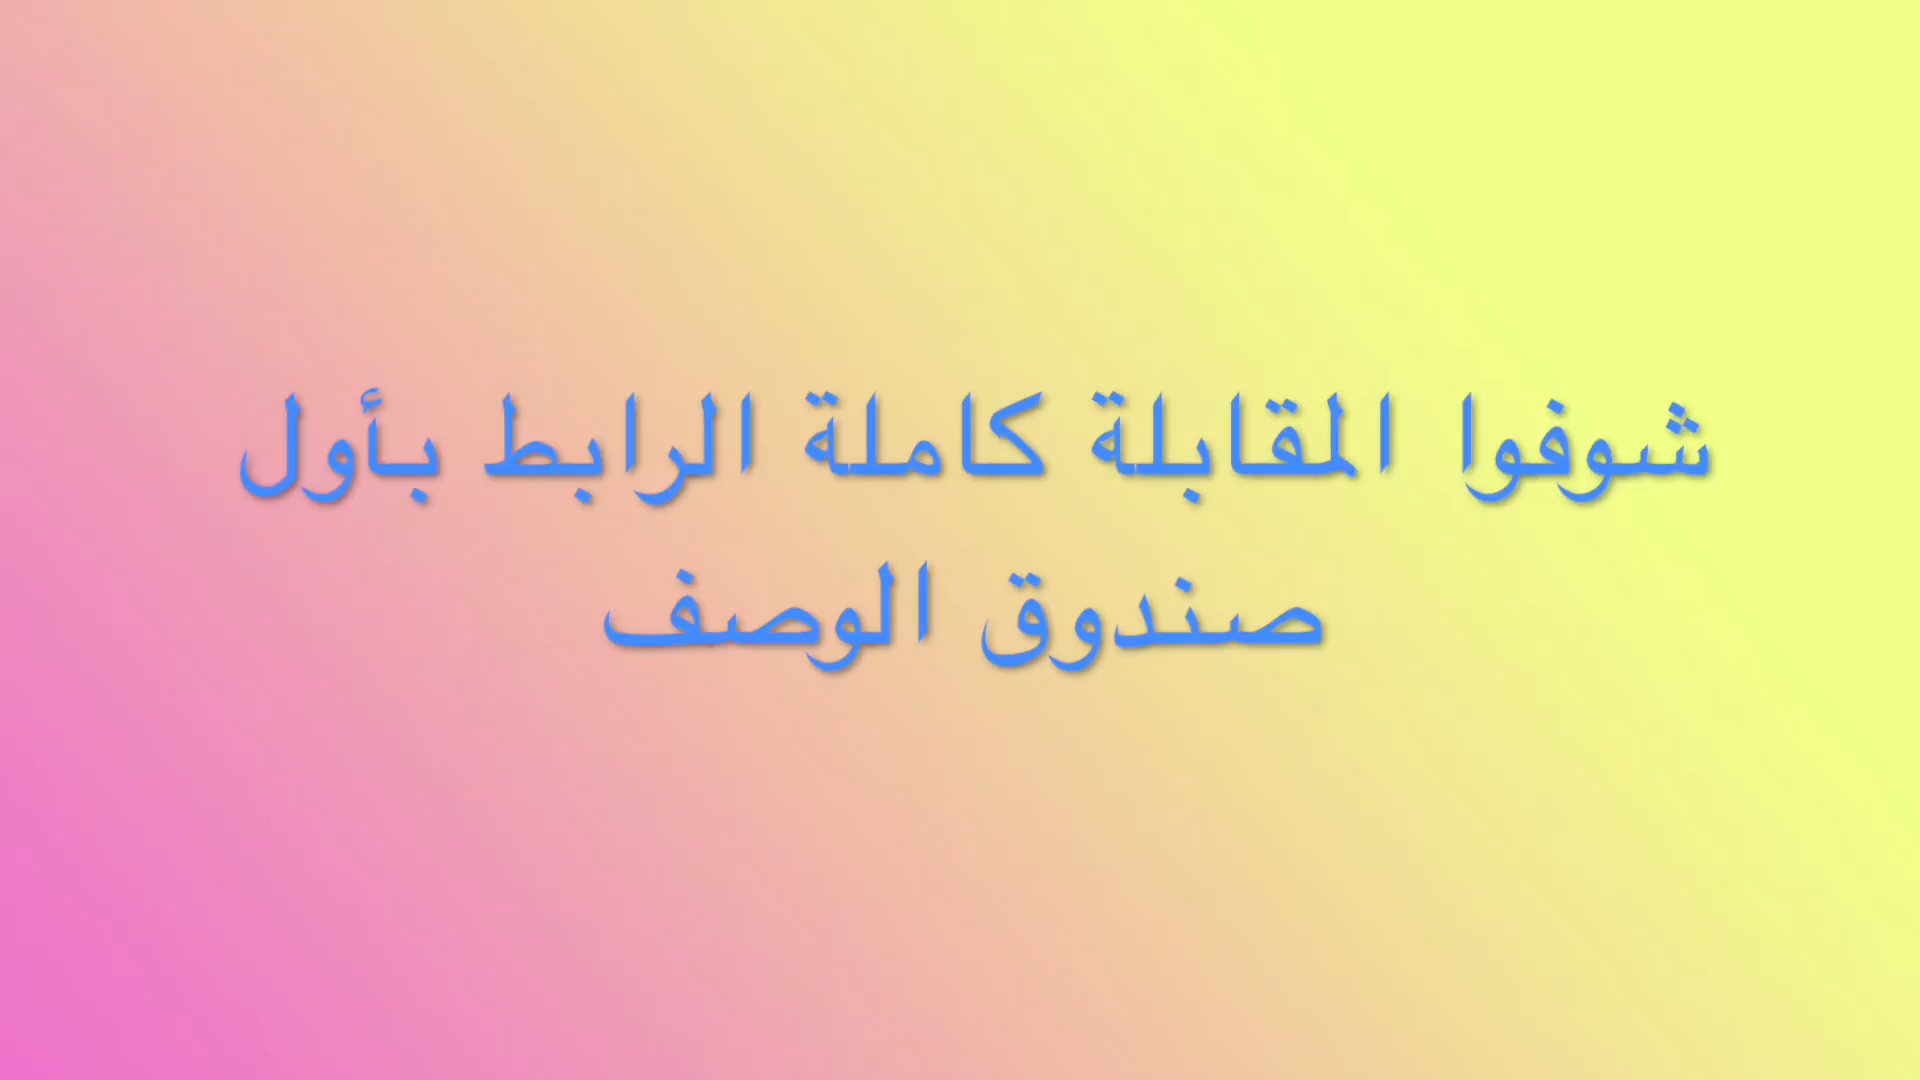 شوفوا المقابلة كاملة الرابط بأول
صندوق الوصف